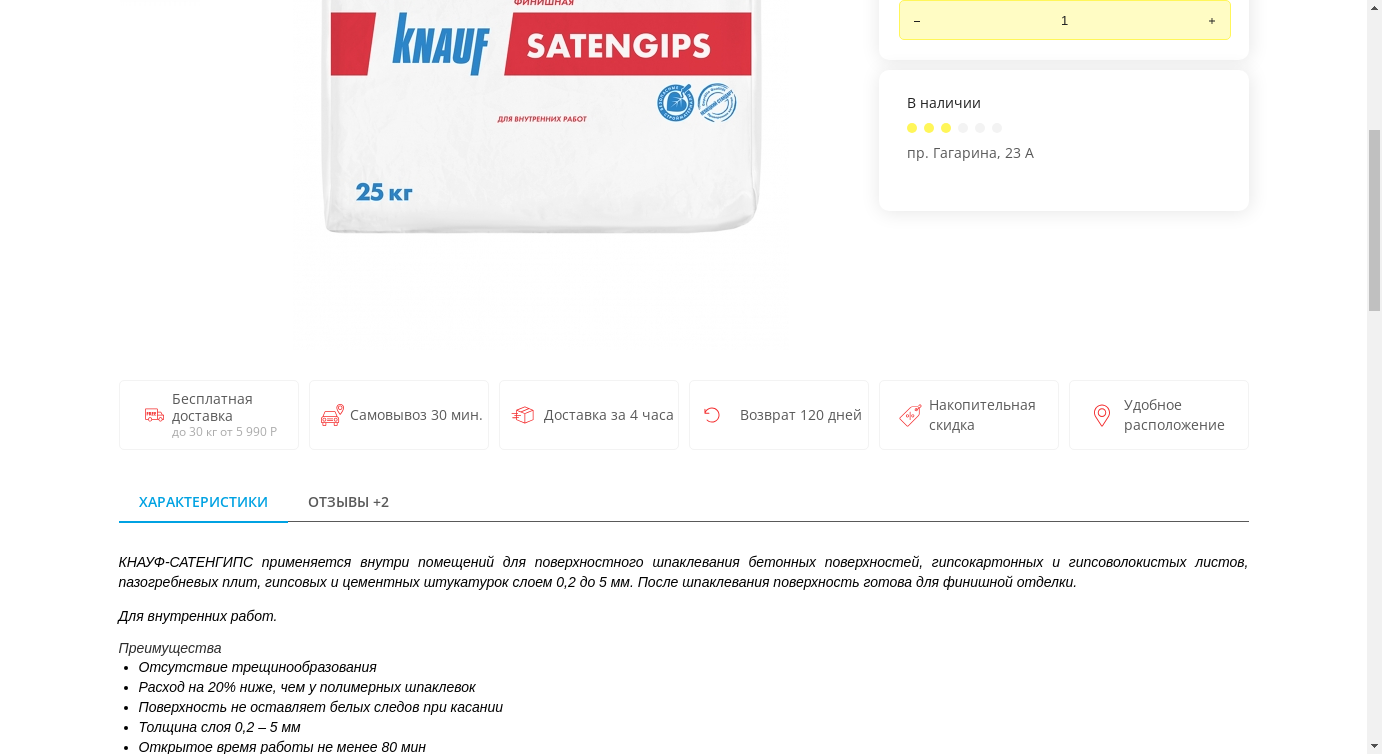 ФИНИШНАЯ
KNAUF SATENGIPS
ДЛЯ ВНУТРЕННИХ РАБОТ
25 кг
– 1 +
В наличии
пр. Гагарина, 23 А
Бесплатная
доставка
до 30 кг от 5 990 Р
Самовывоз 30 мин.
Доставка за 4 часа
Возврат 120 дней
Накопительная
скидка
Удобное
расположение
ХАРАКТЕРИСТИКИ ОТЗЫВЫ +2
КНАУФ-САТЕНГИПС применяется внутри помещений для поверхностного шпаклевания бетонных поверхностей, гипсокартонных и гипсоволокистых листов,
пазогребневых плит, гипсовых и цементных штукатурок слоем 0,2 до 5 мм. После шпаклевания поверхность готова для финишной отделки.
Для внутренних работ.
Преимущества
• Отсутствие трещинообразования
• Расход на 20% ниже, чем у полимерных шпаклевок
• Поверхность не оставляет белых следов при касании
• Толщина слоя 0,2 – 5 мм
• Открытое время работы не менее 80 мин